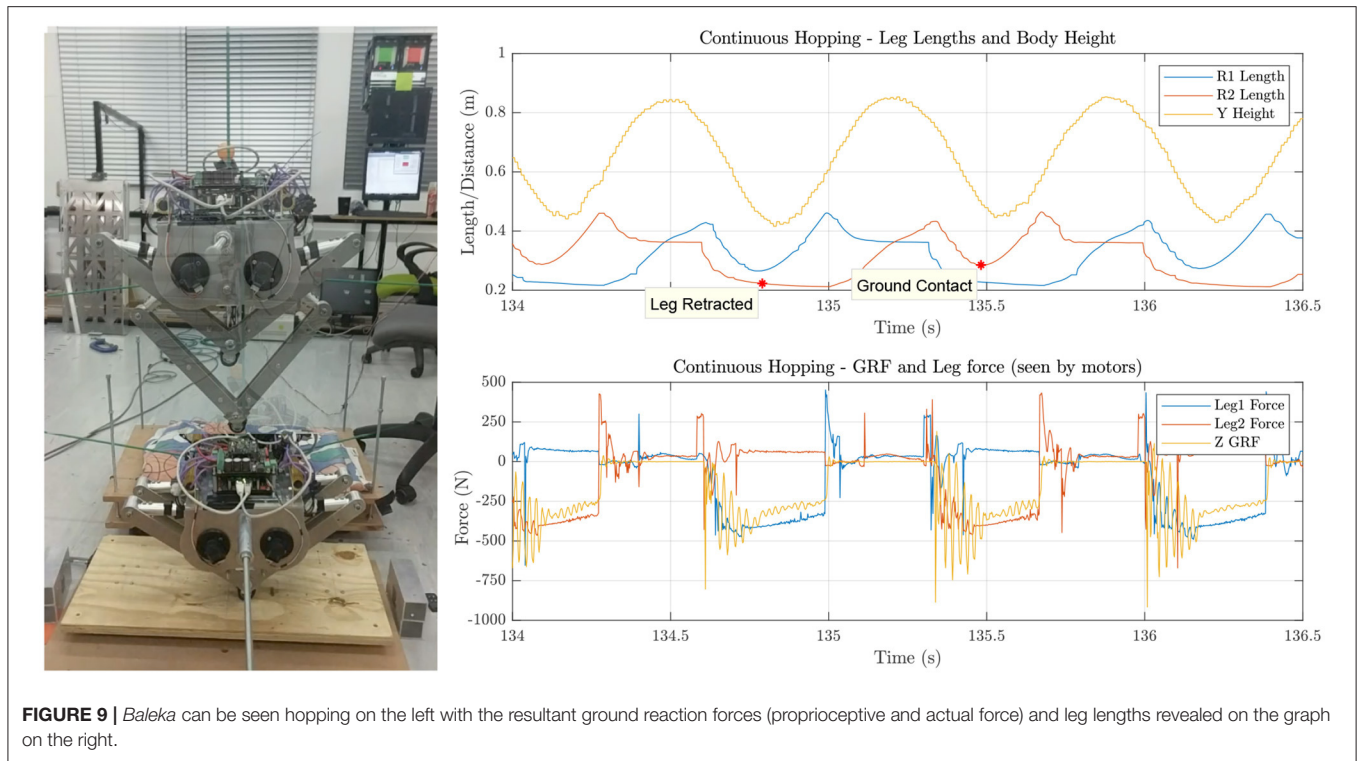 Continuous Hopping - Leg Lengths and Body Height
1
0.8
0.6
0.4
0.2
Length/Distance (m)
R1 Length
R2 Length
Y Height
Leg Retracted
Ground Contact
134
134.5
135
135.5
136
136.5
Time (s)
Continuous Hopping - GRF and Leg force (seen by motors)
500
250
0
-250
-500
-750
-1000
Force (N)
Leg1 Force
Leg2 Force
Z GRF
134
134.5
135
135.5
136
136.5
Time (s)
FIGURE 9 | Baleka can be seen hopping on the left with the resultant ground reaction forces (proprioceptive and actual force) and leg lengths revealed on the graph
on the right.